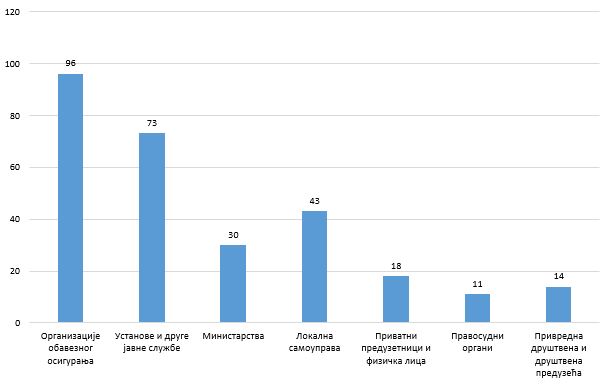 120
100
80
60
40
20
0
96
73
30
43
18
11
14
Организације
обавезног
осигурања
Установе и друге
јавне службе
Министарства
Локална
самоуправа
Приватни
предузетници и
физичка лица
Правосудни
органи
Привредна
друштвена и
друштвена
предузећа